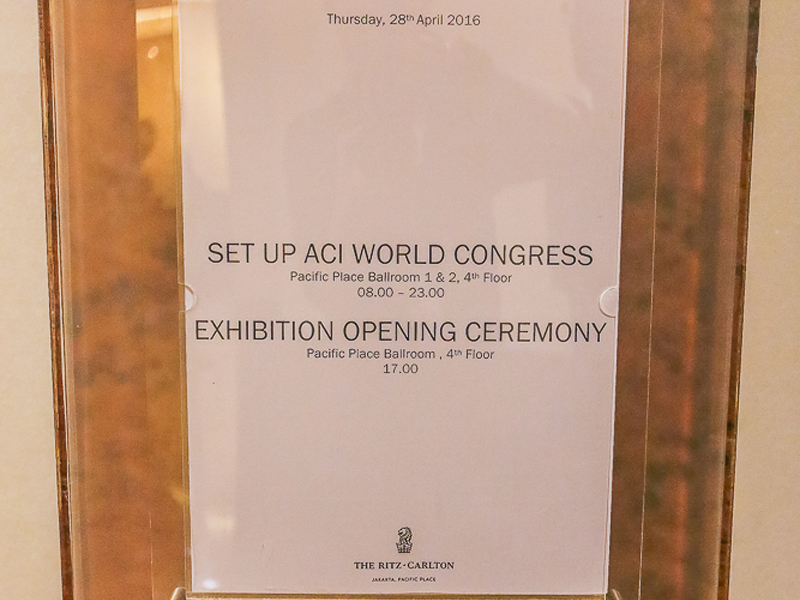 Thursday, 28th April 2016
SET UP ACI WORLD CONGRESS
Pacific Place Ballroom 1 & 2, 4th Floor
08.00 – 23.00
EXHIBITION OPENING CEREMONY
Pacific Place Ballroom , 4th Floor
17.00
THE RITZ-CARLTON
JAKARTA, PACIFIC PLACE